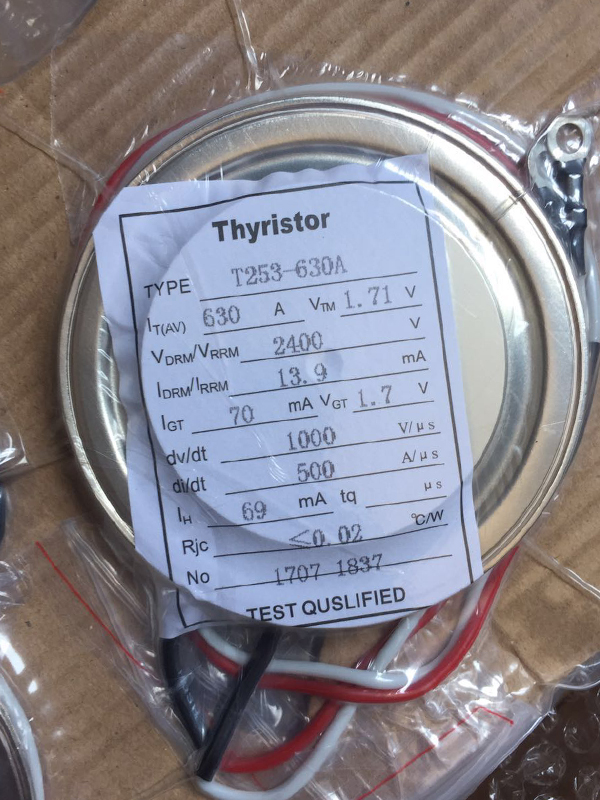 Thyristor
TYPE T253-630A
IT(AV) 630 A VTM 1.71 V
VDRM/VRRM 2400 V
IDRM/IRRM 13.9 mA
IGT 70 mA VGT 1.7 V
dv/dt 1000 V/μs
di/dt 500 A/μs
IH 69 mA tq μs
Rjc <0.02 °C/W
No 1707 1837
TEST QUSLIFIED